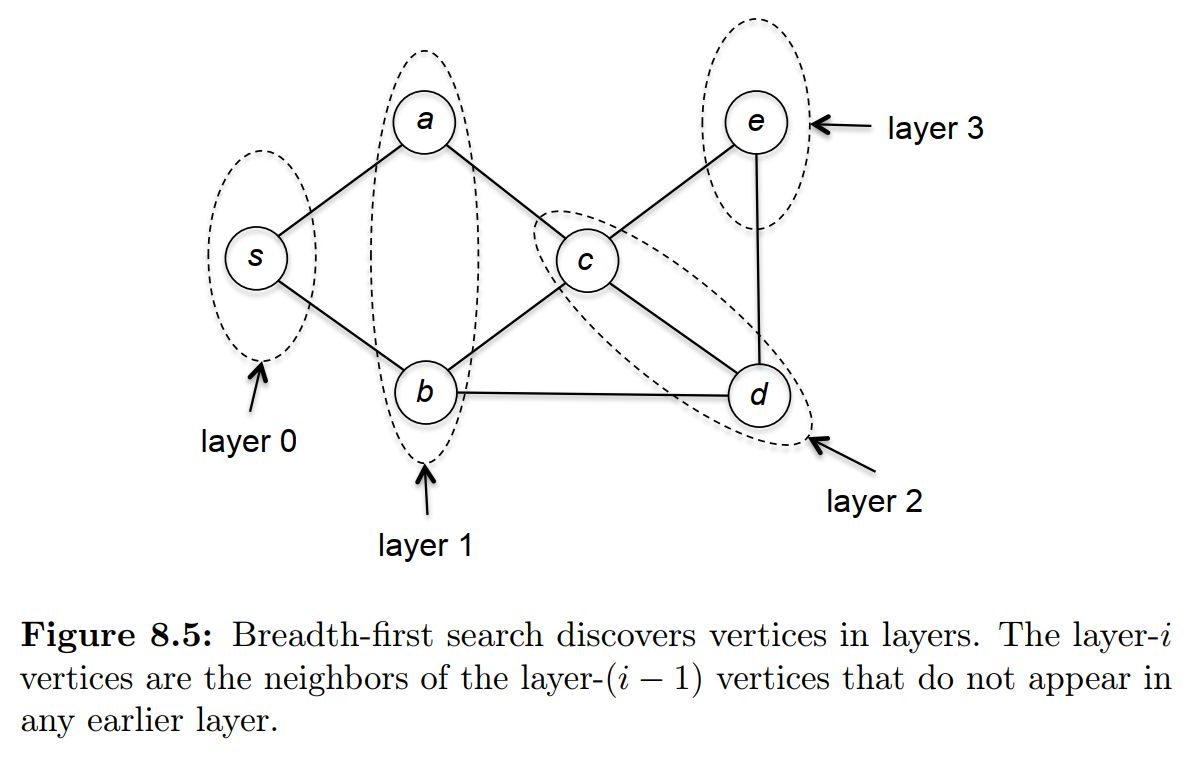 a
e
layer 3
s
c
b
d
layer 0
layer 2
layer 1
Figure 8.5: Breadth-first search discovers vertices in layers. The layer-i
vertices are the neighbors of the layer-(i − 1) vertices that do not appear in
any earlier layer.